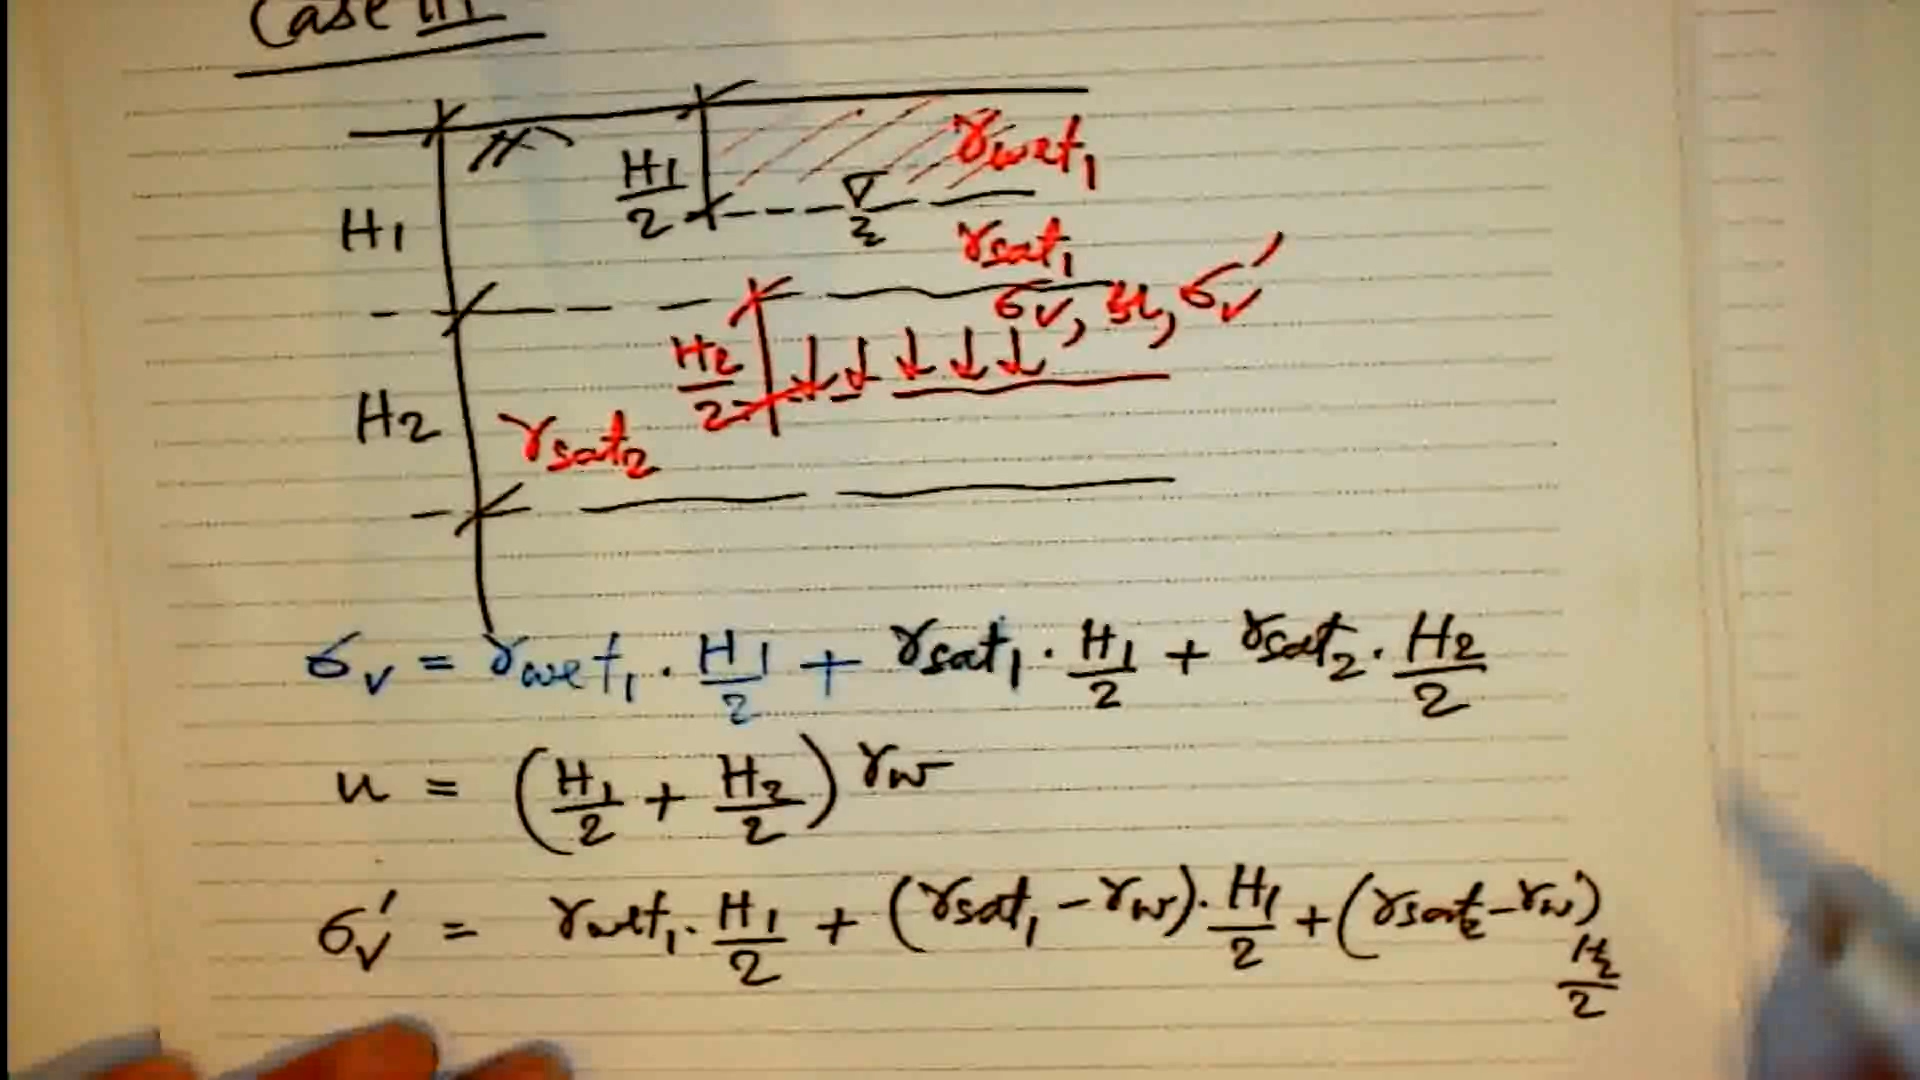 Case III
H1
H1/2
γwet1
γsat1
σv, u, σv'
H2/2
H2
γsat2
σv = γwet1 · H1/2 + γsat1 · H1/2 + γsat2 · H2/2
u = (H1/2 + H2/2) γw
σv' = γwet1 · H1/2 + (γsat1 - γw) · H1/2 + (γsat2 - γw) H2/2